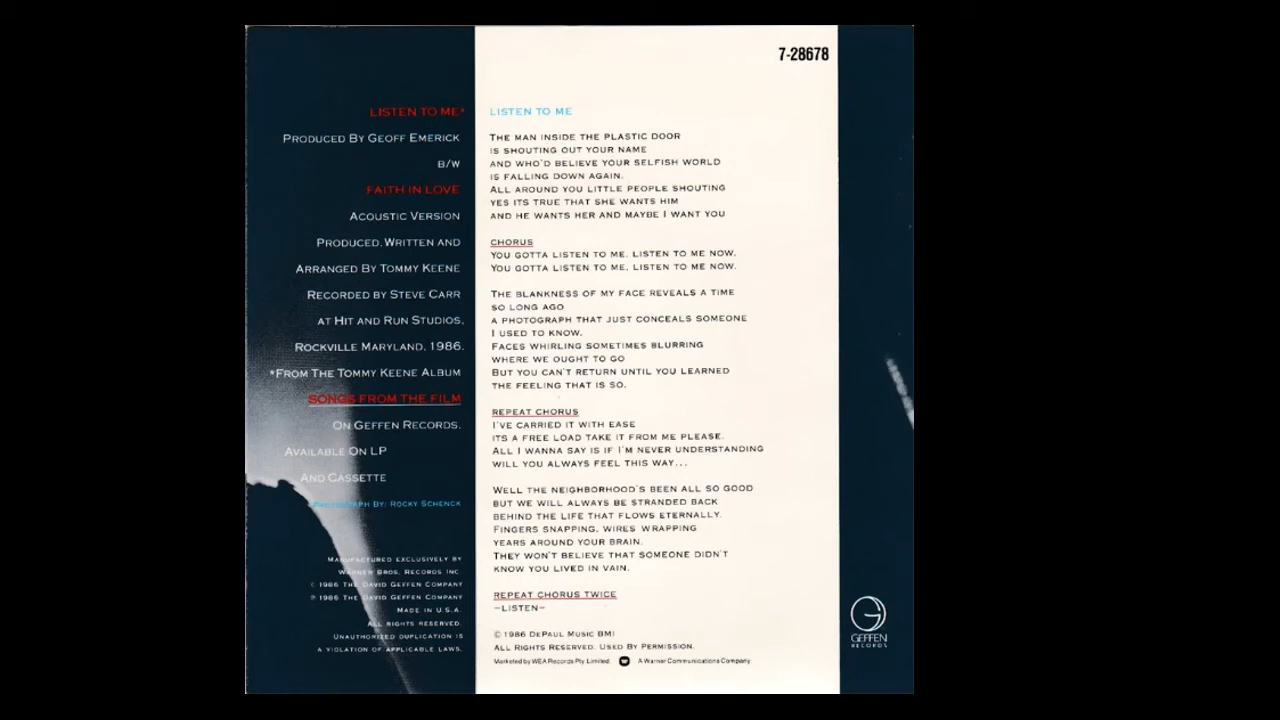 7-28678
LISTEN TO ME*
PRODUCED BY GEOFF EMERICK
B/W
FAITH IN LOVE
ACOUSTIC VERSION
PRODUCED, WRITTEN AND
ARRANGED BY TOMMY KEENE
RECORDED BY STEVE CARR
AT HIT AND RUN STUDIOS,
ROCKVILLE MARYLAND, 1986.
*FROM THE TOMMY KEENE ALBUM
SONGS FROM THE FILM
ON GEFFEN RECORDS.
AVAILABLE ON LP
AND CASSETTE
PHOTOGRAPH BY: ROCKY SCHENCK
MANUFACTURED EXCLUSIVELY BY
WARNER BROS. RECORDS INC.
© 1986 THE DAVID GEFFEN COMPANY
℗ 1986 THE DAVID GEFFEN COMPANY
MADE IN U.S.A.
ALL RIGHTS RESERVED.
UNAUTHORIZED DUPLICATION IS
A VIOLATION OF APPLICABLE LAWS.
LISTEN TO ME
THE MAN INSIDE THE PLASTIC DOOR
IS SHOUTING OUT YOUR NAME
AND WHO'D BELIEVE YOUR SELFISH WORLD
IS FALLING DOWN AGAIN.
ALL AROUND YOU LITTLE PEOPLE SHOUTING
YES ITS TRUE THAT SHE WANTS HIM
AND HE WANTS HER AND MAYBE I WANT YOU
CHORUS
YOU GOTTA LISTEN TO ME, LISTEN TO ME NOW.
YOU GOTTA LISTEN TO ME, LISTEN TO ME NOW.
THE BLANKNESS OF MY FACE REVEALS A TIME
SO LONG AGO
A PHOTOGRAPH THAT JUST CONCEALS SOMEONE
I USED TO KNOW.
FACES WHIRLING SOMETIMES BLURRING
WHERE WE OUGHT TO GO
BUT YOU CAN'T RETURN UNTIL YOU LEARNED
THE FEELING THAT IS SO.
REPEAT CHORUS
I'VE CARRIED IT WITH EASE
ITS A FREE LOAD TAKE IT FROM ME PLEASE.
ALL I WANNA SAY IS IF I'M NEVER UNDERSTANDING
WILL YOU ALWAYS FEEL THIS WAY...
WELL THE NEIGHBORHOOD'S BEEN ALL SO GOOD
BUT WE WILL ALWAYS BE STRANDED BACK
BEHIND THE LIFE THAT FLOWS ETERNALLY.
FINGERS SNAPPING, WIRES WRAPPING
YEARS AROUND YOUR BRAIN.
THEY WON'T BELIEVE THAT SOMEONE DIDN'T
KNOW YOU LIVED IN VAIN.
REPEAT CHORUS TWICE
—LISTEN—
© 1986 DEPAUL MUSIC BMI
ALL RIGHTS RESERVED. USED BY PERMISSION.
Marketed by WEA Records Pty Limited. A Warner Communications Company
GEFFEN
RECORDS